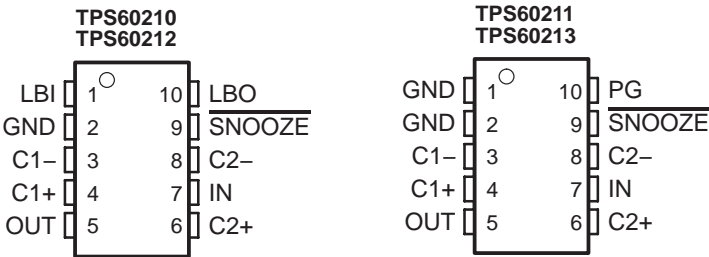 TPS60210
TPS60212
LBI 1 10 LBO
GND 2 9 SNOOZE
C1− 3 8 C2−
C1+ 4 7 IN
OUT 5 6 C2+
TPS60211
TPS60213
GND 1 10 PG
GND 2 9 SNOOZE
C1− 3 8 C2−
C1+ 4 7 IN
OUT 5 6 C2+